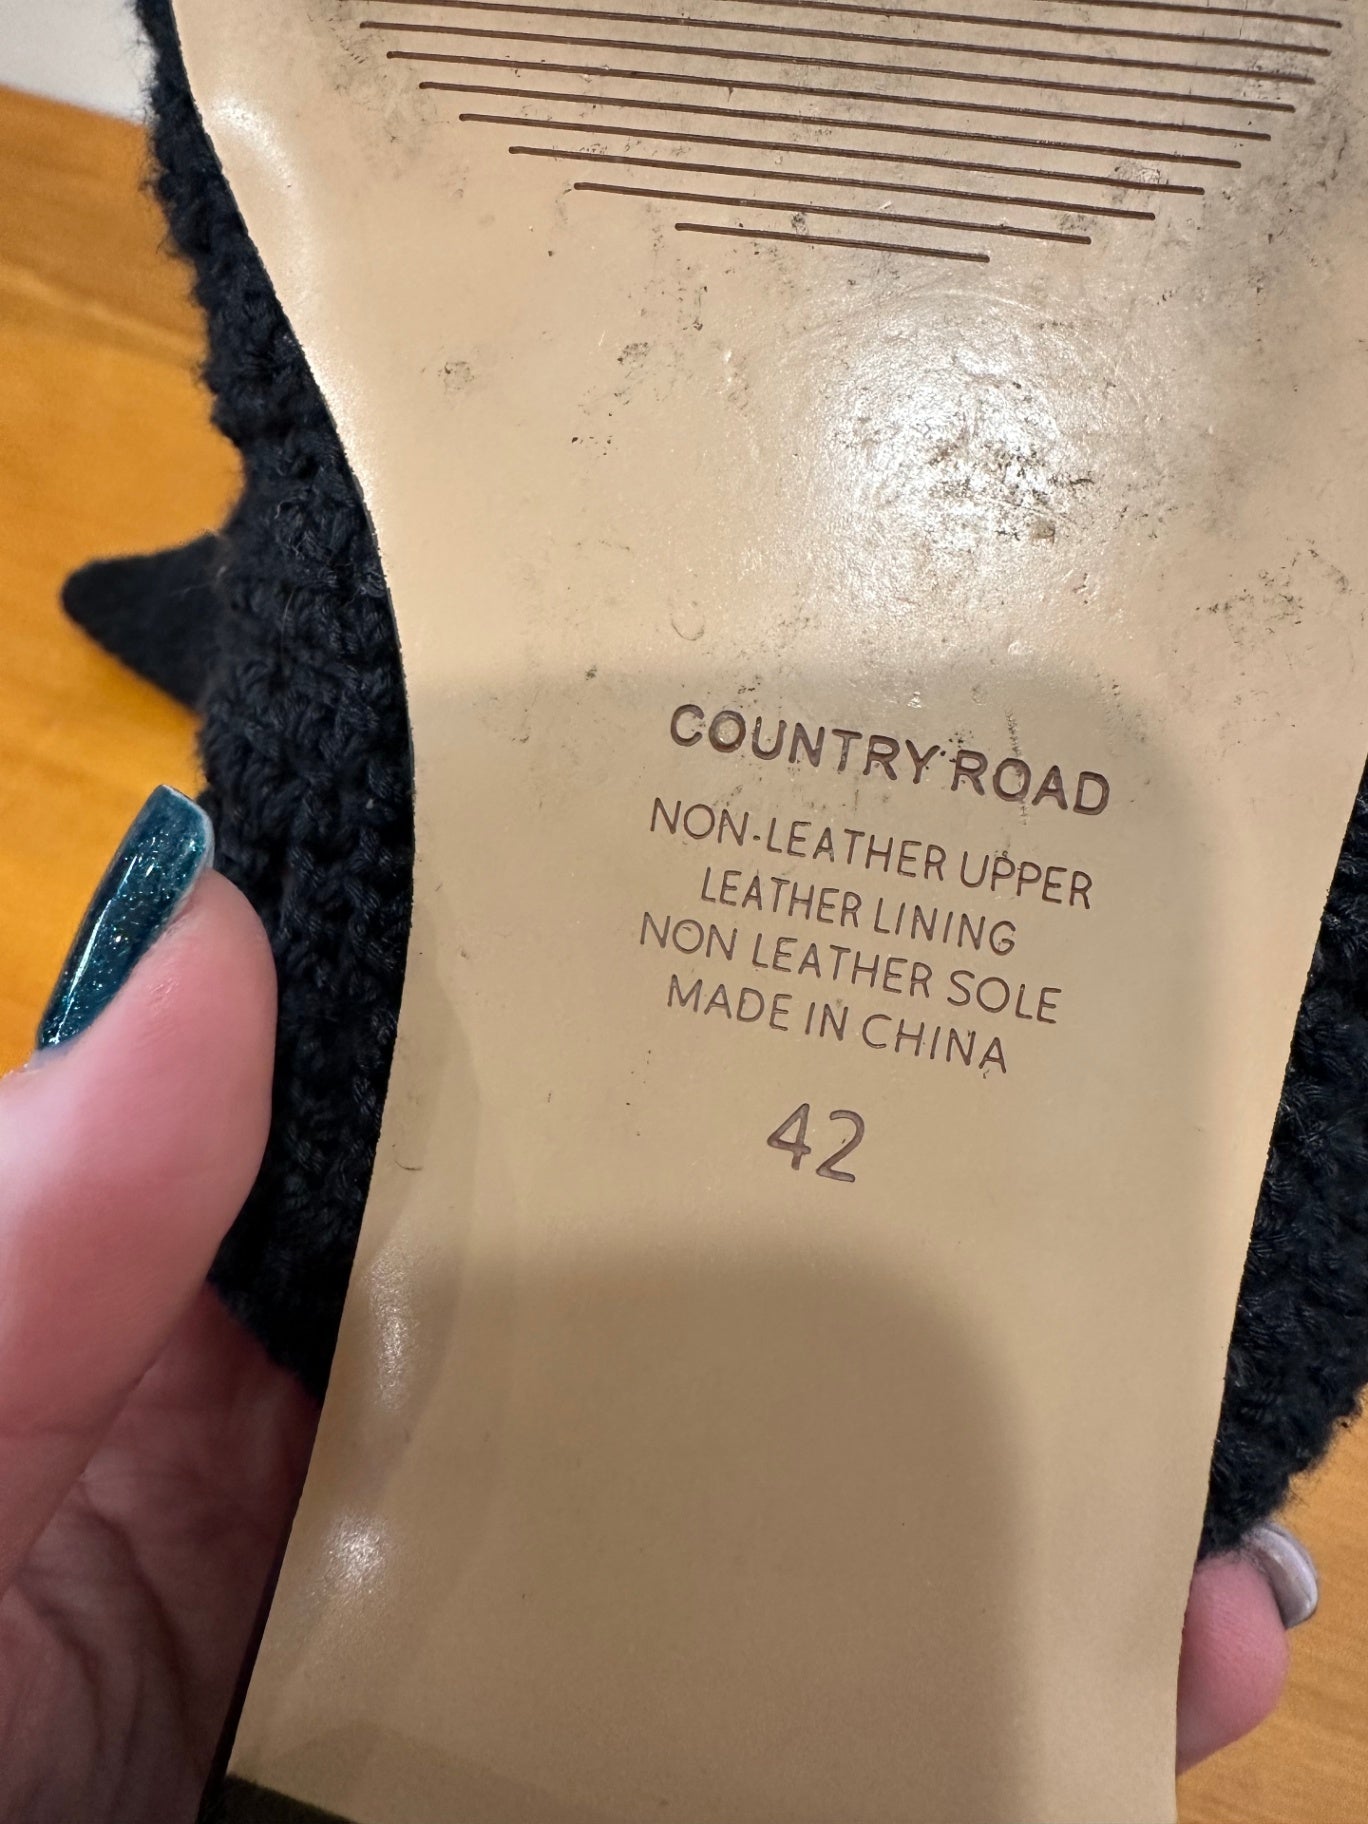 COUNTRY ROAD
NON-LEATHER UPPER
LEATHER LINING
NON LEATHER SOLE
MADE IN CHINA
42